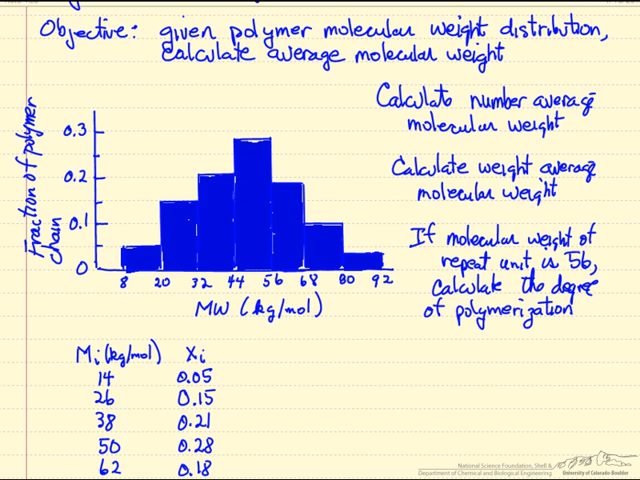 Objective: given polymer molecular weight distribution,
Calculate average molecular weight
Calculate number average
molecular weight
Calculate weight average
molecular weight
If molecular weight of
repeat unit is 56,
calculate the degree
of polymerization
Fraction of polymer
chain
0.3
0.2
0.1
0
8 20 32 44 56 68 80 92
MW (kg/mol)
Mi (kg/mol) Xi
14 0.05
26 0.15
38 0.21
50 0.28
62 0.18
National Science Foundation, Shell &
Department of Chemical and Biological Engineering
University of Colorado-Boulder